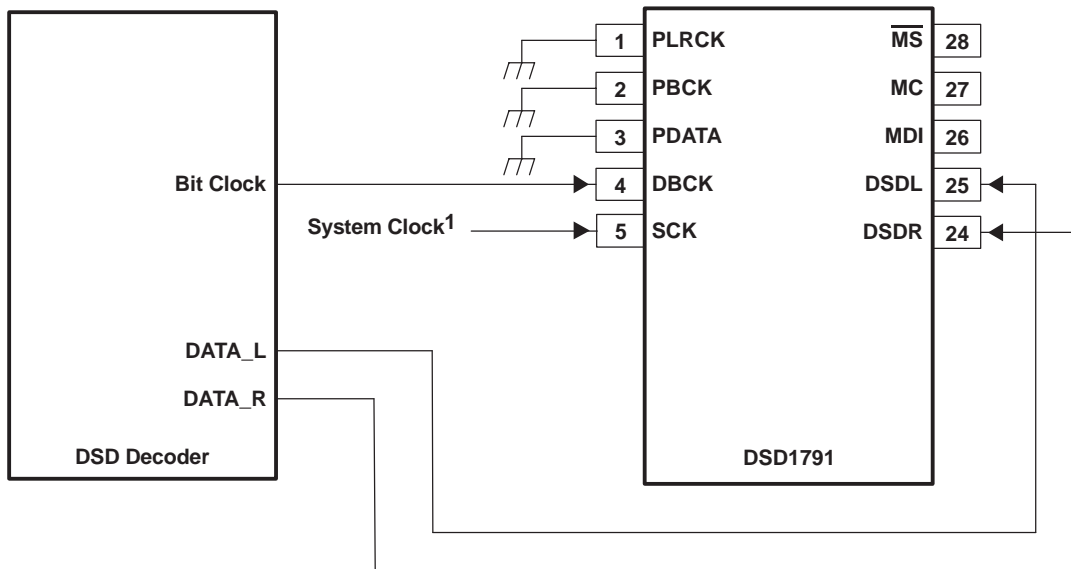 1 PLRCK M̅S̅ 28
2 PBCK MC 27
3 PDATA MDI 26
Bit Clock 4 DBCK DSDL 25
System Clock1 5 SCK DSDR 24
DATA_L
DATA_R
DSD Decoder DSD1791